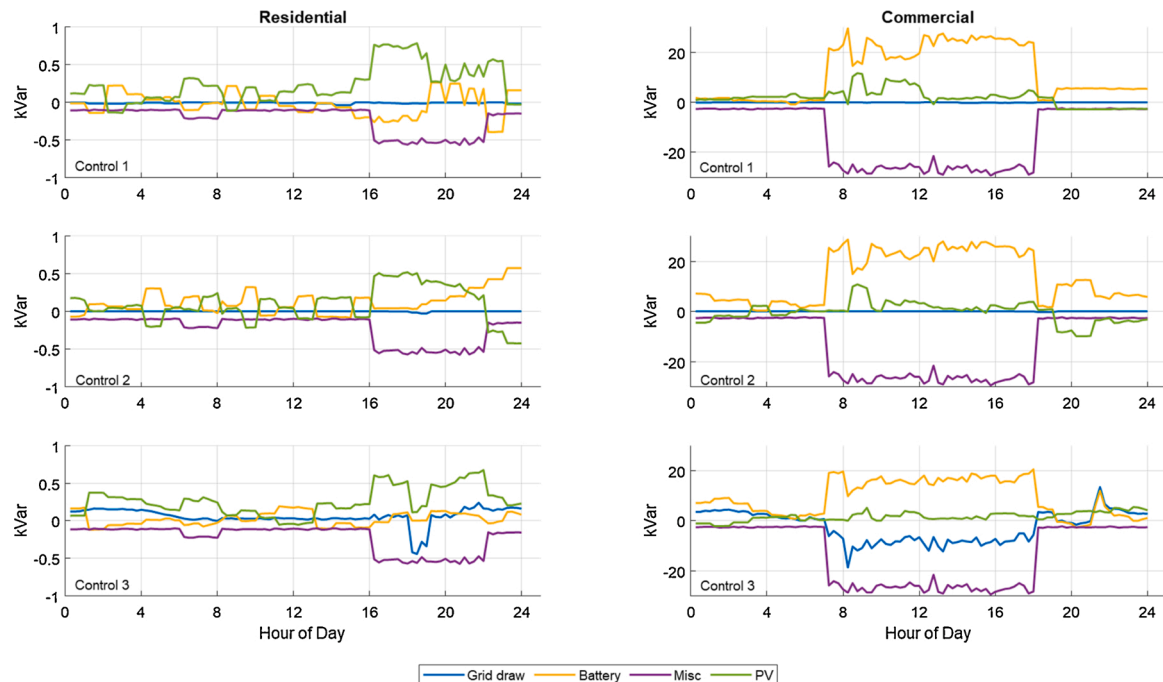 Residential
Commercial
1
0.5
0
-0.5
-1
kVar
Control 1
0 4 8 12 16 20 24
20
0
-20
kVar
Control 1
0 4 8 12 16 20 24
1
0.5
0
-0.5
-1
kVar
Control 2
0 4 8 12 16 20 24
20
0
-20
kVar
Control 2
0 4 8 12 16 20 24
1
0.5
0
-0.5
-1
kVar
Control 3
0 4 8 12 16 20 24
Hour of Day
20
0
-20
kVar
Control 3
0 4 8 12 16 20 24
Hour of Day
Grid draw Battery Misc PV